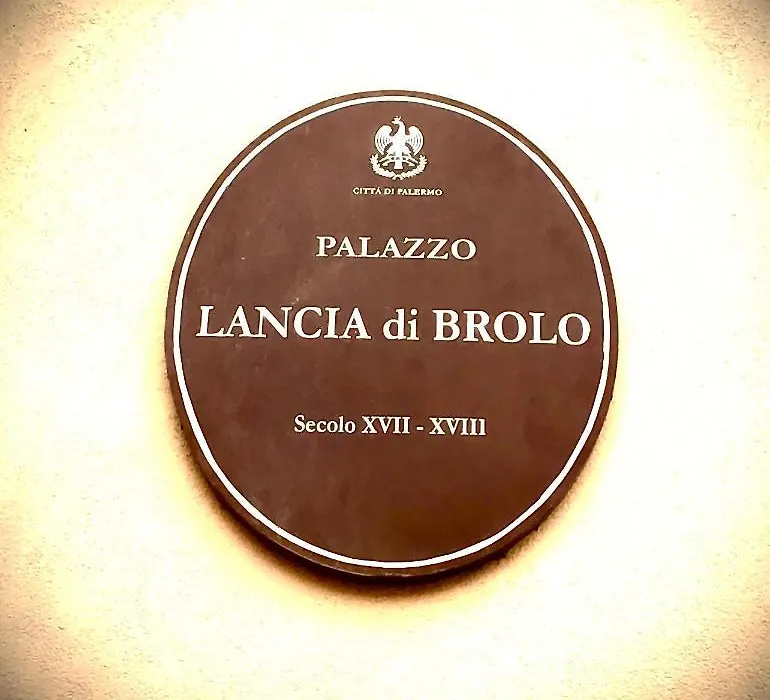 CITTÀ DI PALERMO
PALAZZO
LANCIA di BROLO
Secolo XVII - XVIII